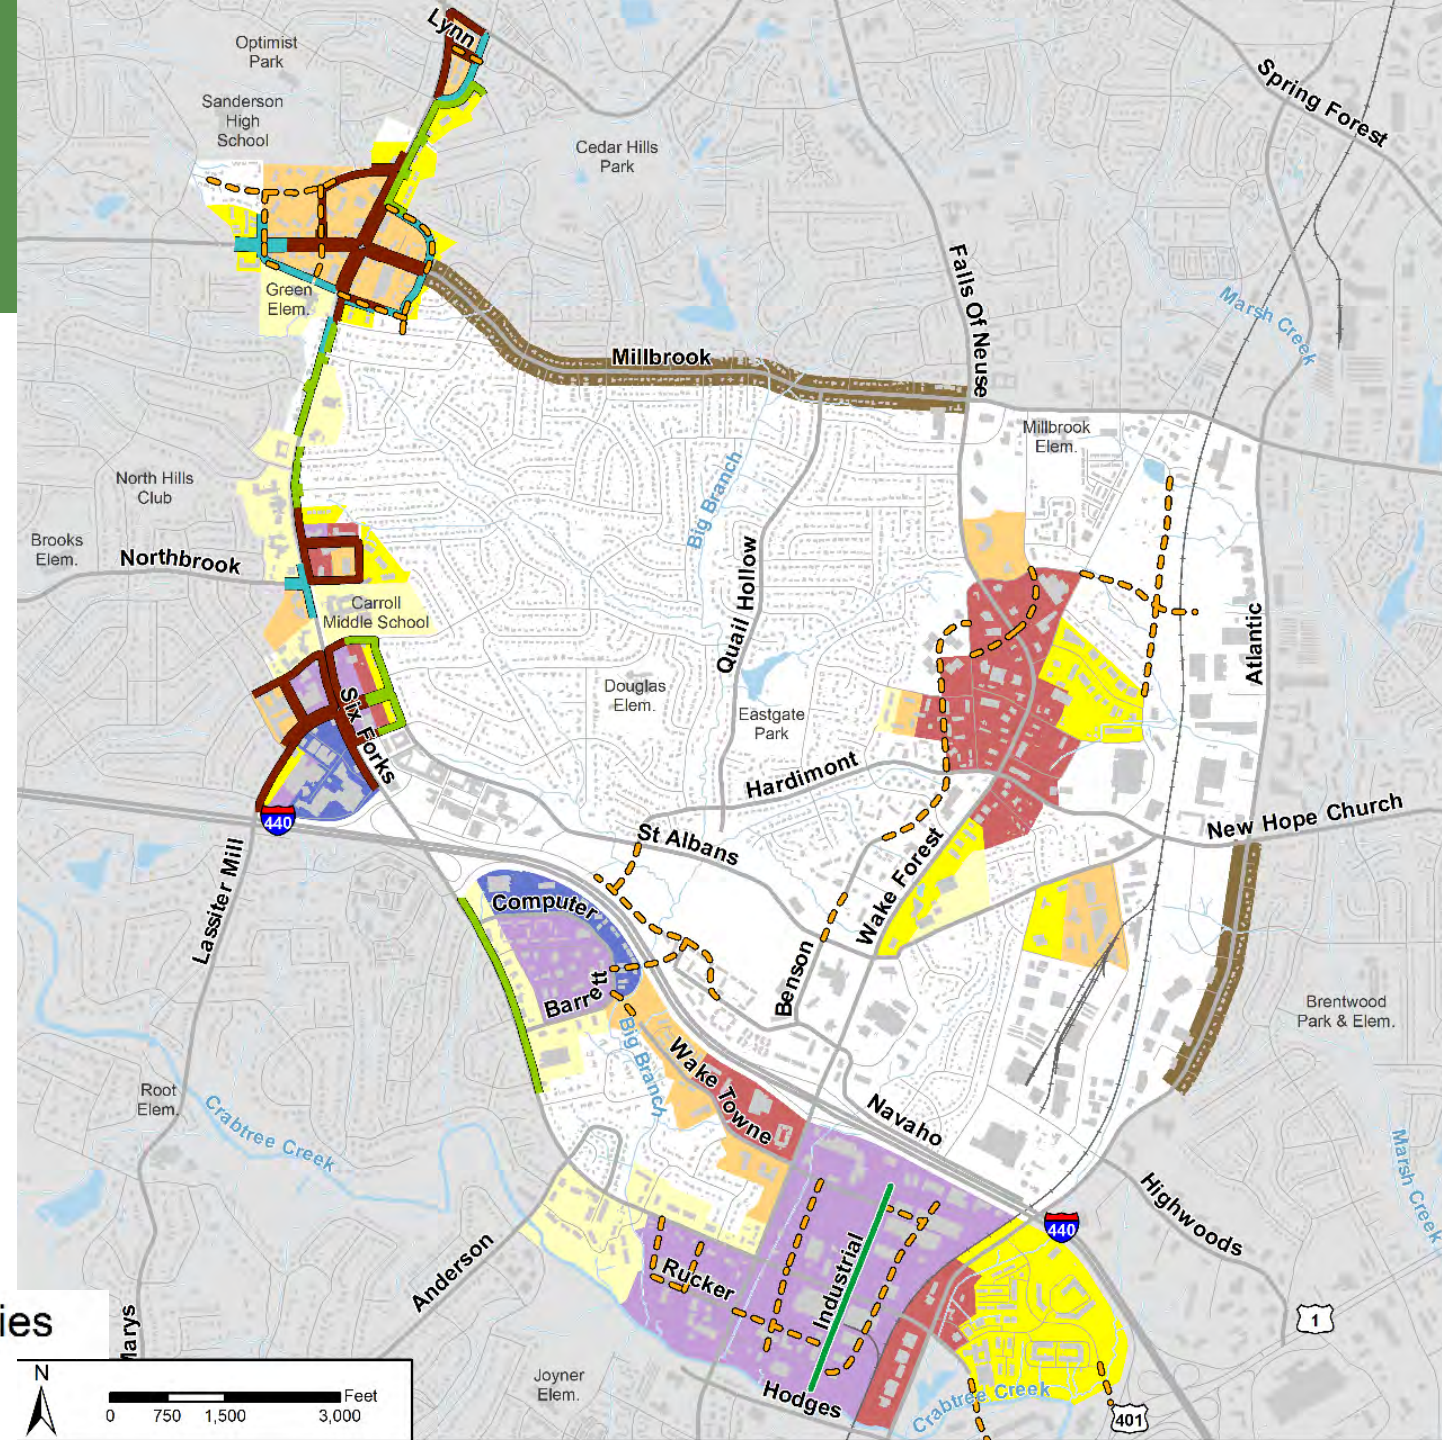 Lynn
Optimist
Park
Spring Forest
Sanderson
High
School
Cedar Hills
Park
Falls Of Neuse
Marsh Creek
Green
Elem.
Millbrook
Millbrook
Elem.
Big Branch
North Hills
Club
Brooks
Elem.
Northbrook
Quail Hollow
Carroll
Middle School
Atlantic
Douglas
Elem.
Six Forks
Eastgate
Park
Hardimont
440
New Hope Church
St Albans
Wake Forest
Lassiter Mill
Computer
Benson
Barrett
Brentwood
Park & Elem.
Big Branch
Wake Towne
Root
Elem.
Crabtree Creek
Navaho
Marsh Creek
Highwoods
440
Anderson
Rucker
Industrial
1
ies
Marys
N
Feet
0 750 1,500 3,000
Joyner
Elem.
Hodges
Crabtree Creek
401